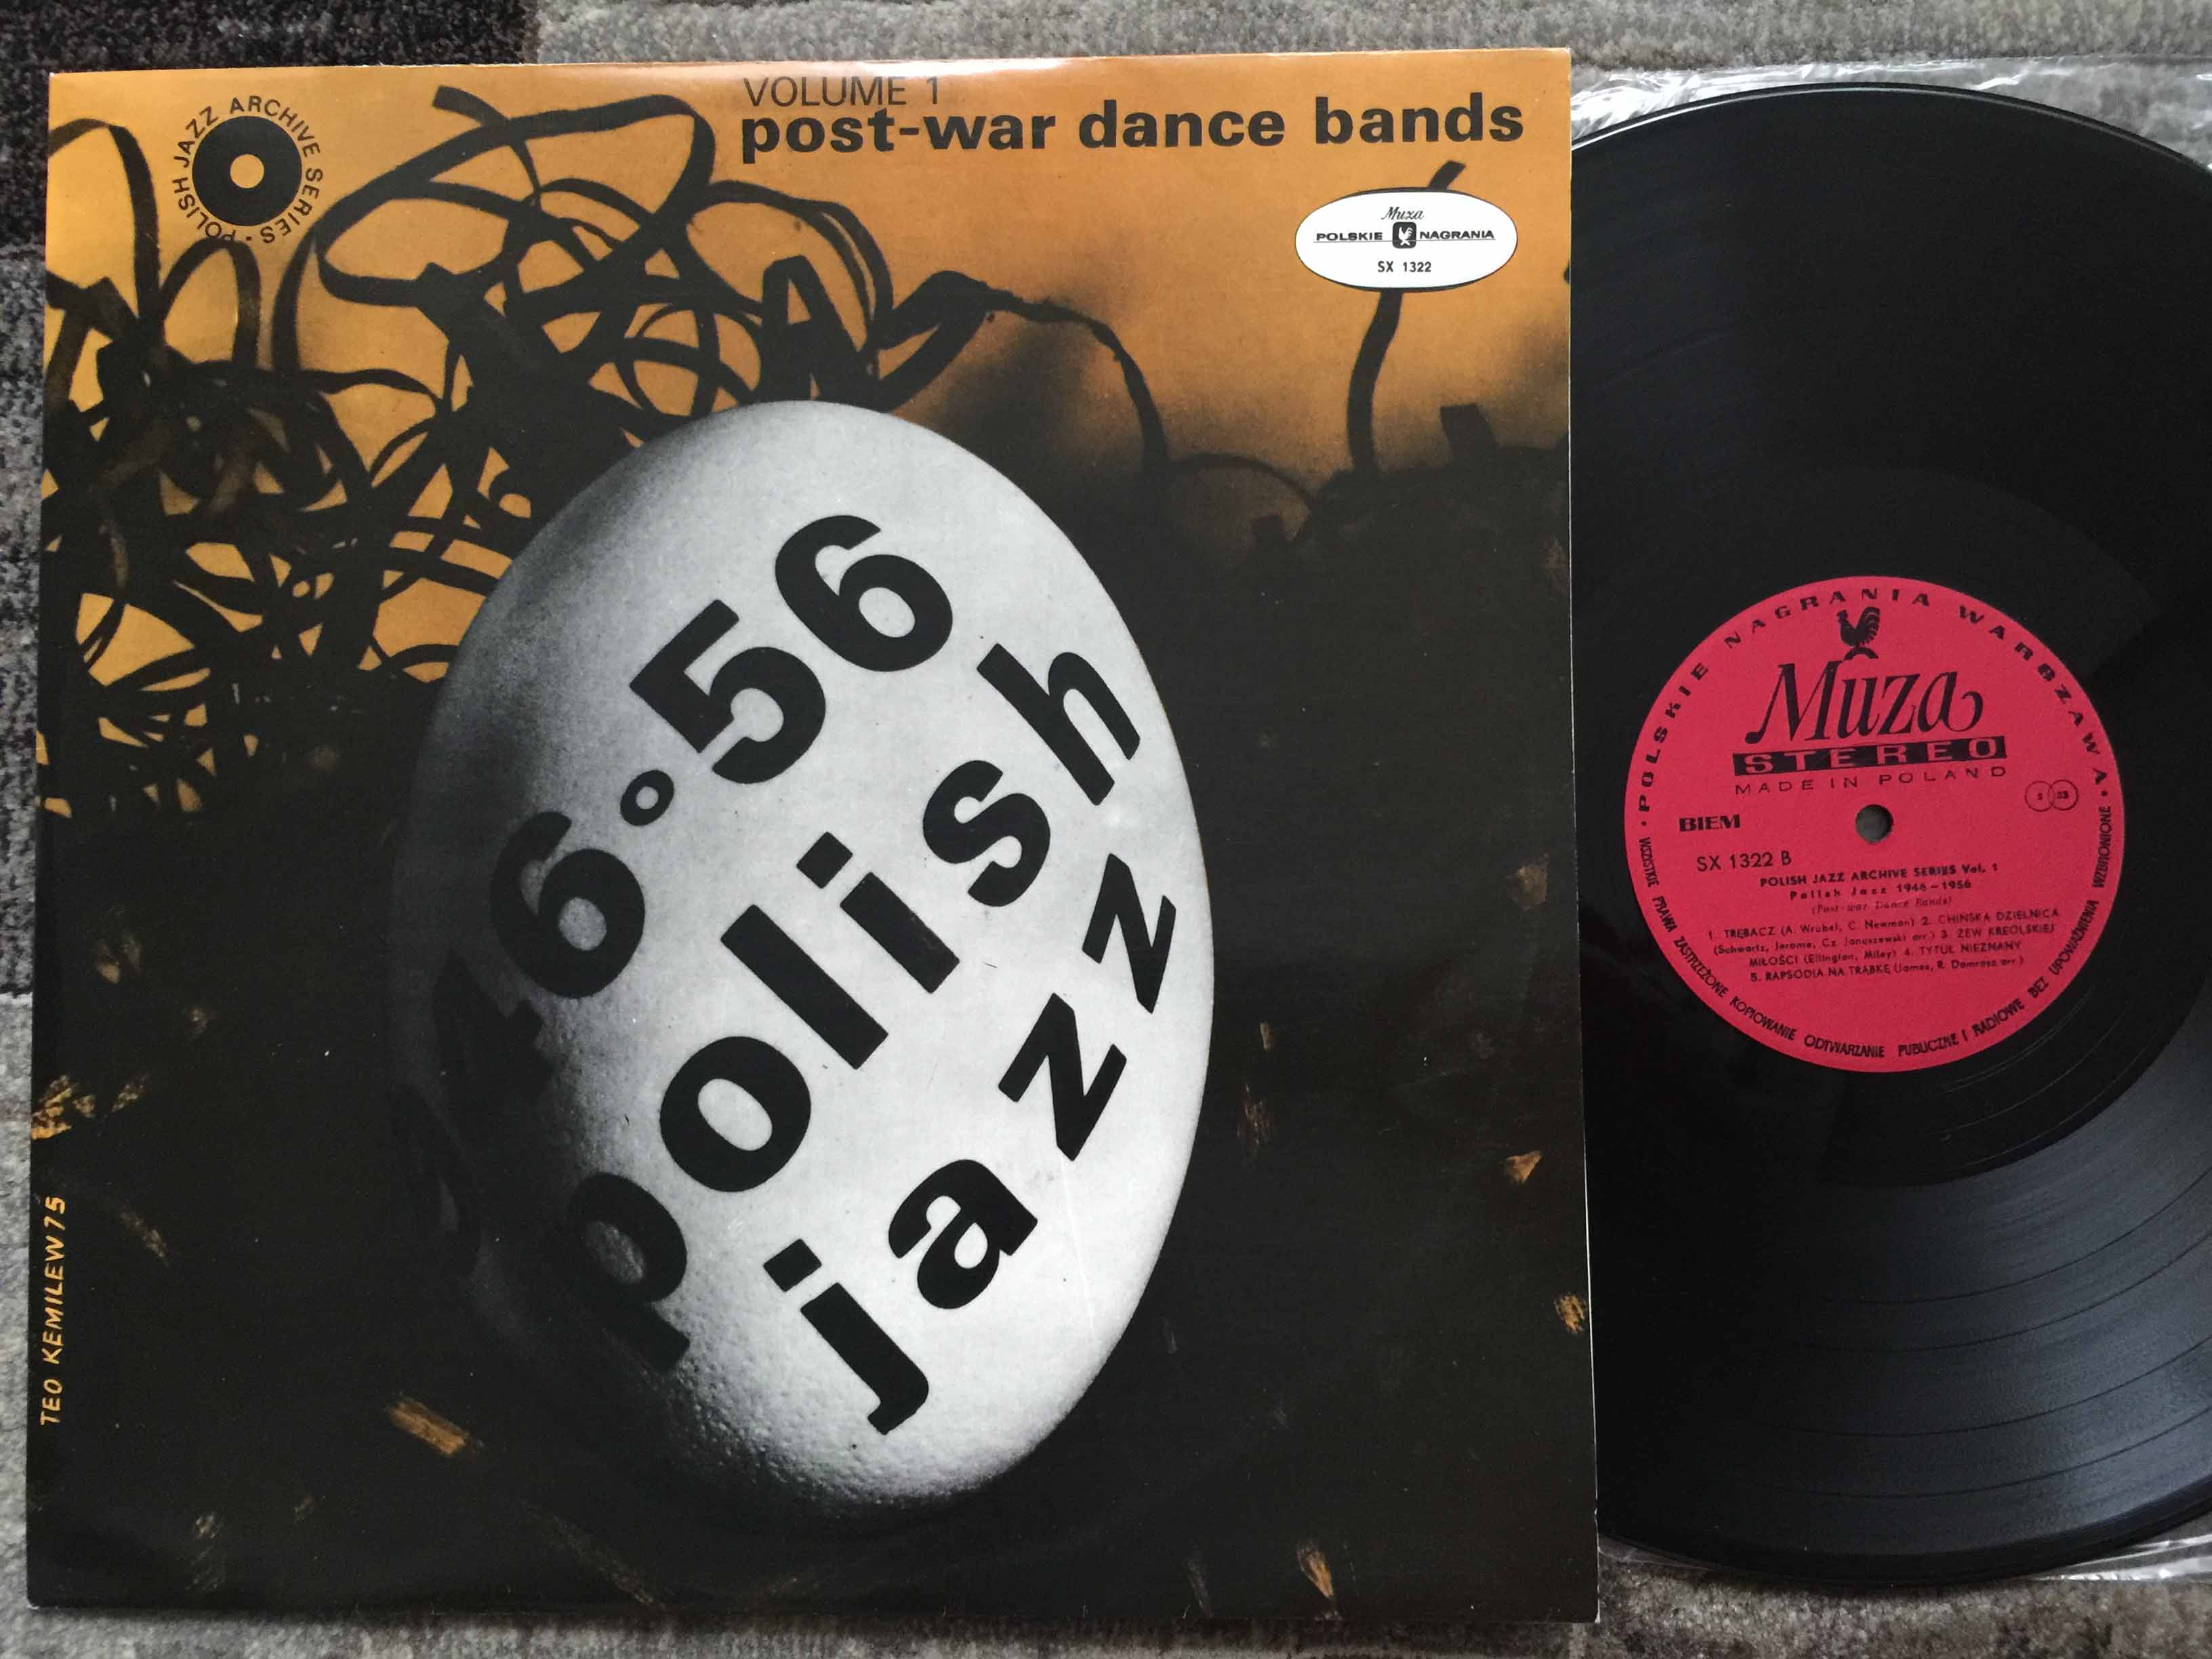 POLISH JAZZ ARCHIVE SERIES •
VOLUME 1
post-war dance bands
Muza
POLSKIE NAGRANIA
SX 1322
46∘56
polish
jazz
TEO KEMILEW 75
• POLSKIE NAGRANIA WARSZAWA •
Muza
STEREO
MADE IN POLAND
BIEM
33
SX 1322 B
POLISH JAZZ ARCHIVE SERIES Vol. 1
Polish Jazz 1946–1956
(Post-war Dance Bands)
1. TRĘBACZ (A. Wrubel, C. Newman) 2. CHIŃSKA DZIELNICA
(Schwartz, Jerome, Cz. Januszewski arr.) 3. ZEW KREOLSKIEJ
MIŁOŚCI (Ellington, Miley) 4. TYTUŁ NIEZNANY
5. RAPSODIA NA TRĄBKĘ (James, R. Damrosz arr.)
WSZYSTKIE PRAWA ZASTRZEŻONE KOPIOWANIE ODTWARZANIE PUBLICZNE I RADIOWE BEZ UPOWAŻNIENIA WZBRONIONE